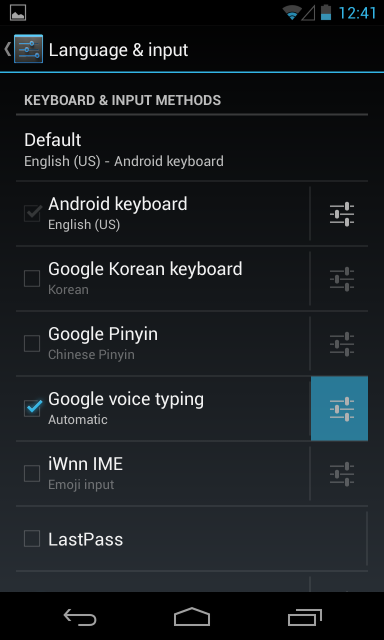 12:41
Language & input
KEYBOARD & INPUT METHODS
Default
English (US) - Android keyboard
Android keyboard
English (US)
Google Korean keyboard
Korean
Google Pinyin
Chinese Pinyin
Google voice typing
Automatic
iWnn IME
Emoji input
LastPass